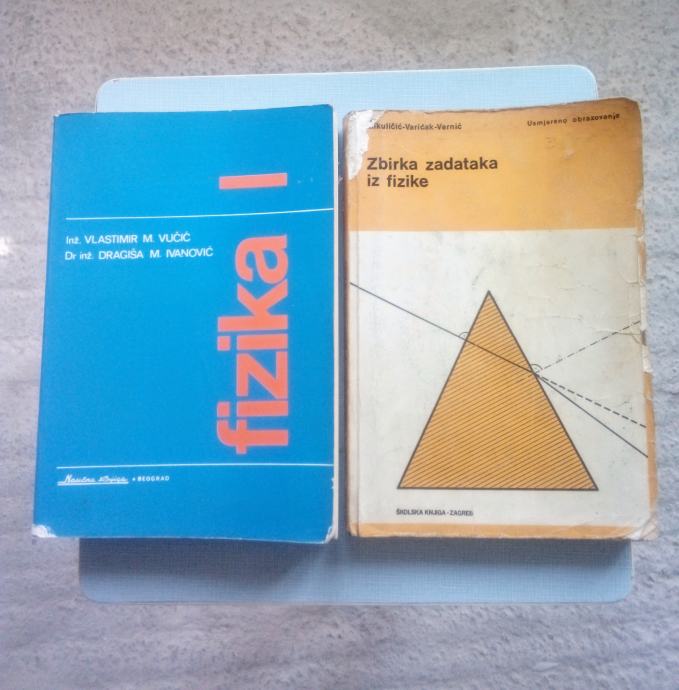 Inž. VLASTIMIR M. VUČIĆ
Dr inž. DRAGIŠA M. IVANOVIĆ
fizika I
Naučna knjiga • BEOGRAD
Usmjereno obrazovanje
Zbirka zadataka
iz fizike
ŠKOLSKA KNJIGA-ZAGREB